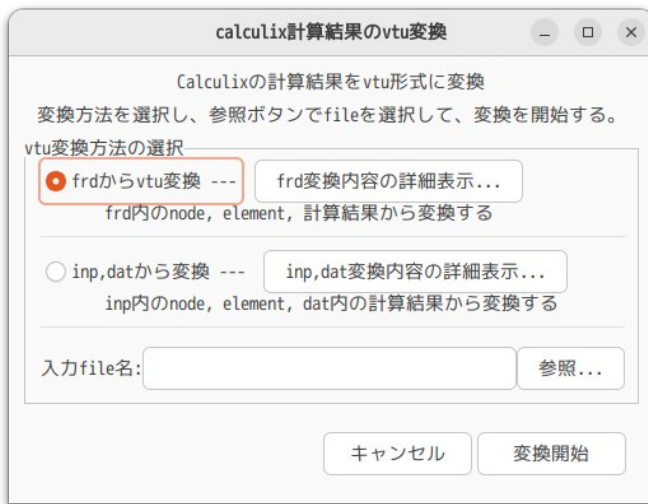 calculix計算結果のvtu変換
Calculixの計算結果をvtu形式に変換
変換方法を選択し、参照ボタンでfileを選択して、変換を開始する。
vtu変換方法の選択
frdからvtu変換 --- frd変換内容の詳細表示...
frd内のnode, element, 計算結果から変換する
inp,datから変換 --- inp,dat変換内容の詳細表示...
inp内のnode, element, dat内の計算結果から変換する
入力file名: 参照...
キャンセル 変換開始